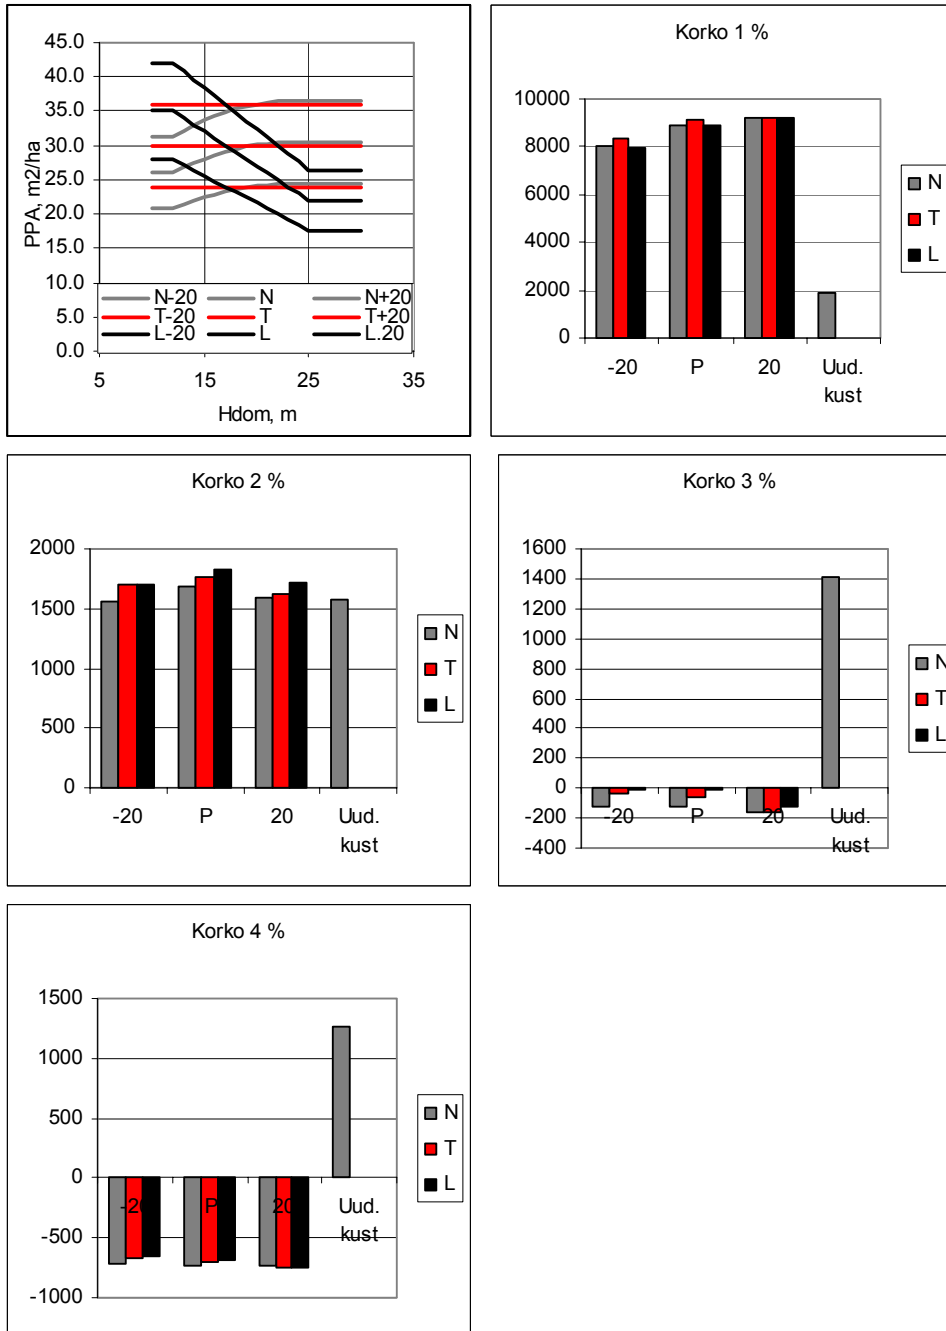 45.0
40.0
35.0
30.0
25.0
20.0
15.0
10.0
5.0
0.0
PPA, m2/ha
N-20 N N+20
T-20 T T+20
L-20 L L.20
5 15 25 35
Hdom, m
Korko 1 %
10000
8000
6000
4000
2000
0
-20 P 20 Uud.
kust
N
T
L
Korko 2 %
2000
1500
1000
500
0
-20 P 20 Uud.
kust
N
T
L
Korko 3 %
1600
1400
1200
1000
800
600
400
200
0
-200
-400
-20 P 20 Uud.
kust
N
T
L
Korko 4 %
1500
1000
500
0
-500
-1000
-20 P 20 Uud.
kust
N
T
L